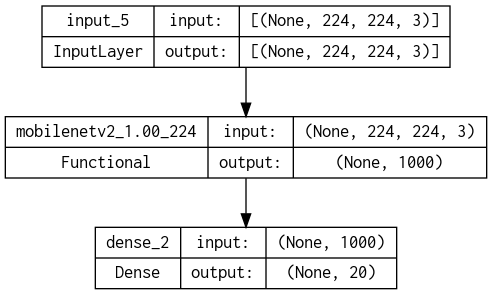 input_5 input: [(None, 224, 224, 3)]
InputLayer output: [(None, 224, 224, 3)]
mobilenetv2_1.00_224 input: (None, 224, 224, 3)
Functional output: (None, 1000)
dense_2 input: (None, 1000)
Dense output: (None, 20)